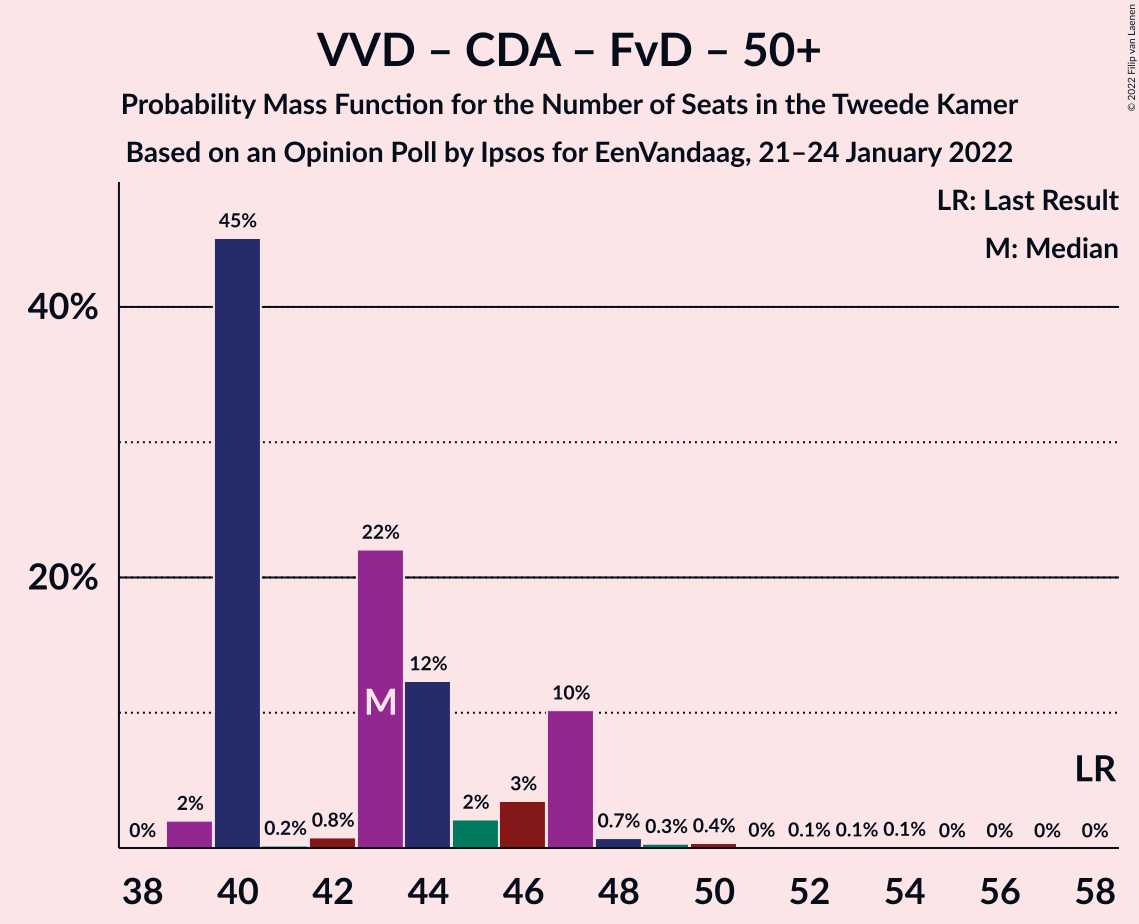 VVD – CDA – FvD – 50+
Probability Mass Function for the Number of Seats in the Tweede Kamer
Based on an Opinion Poll by Ipsos for EenVandaag, 21–24 January 2022
© 2022 Filip van Laenen
LR: Last Result
M: Median
40%
20%
0%
2%
45%
0.2%
0.8%
22%
12%
2%
3%
10%
0.7%
0.3%
0.4%
0%
0.1%
0.1%
0.1%
0%
0%
0%
0%
M
LR
38 40 42 44 46 48 50 52 54 56 58